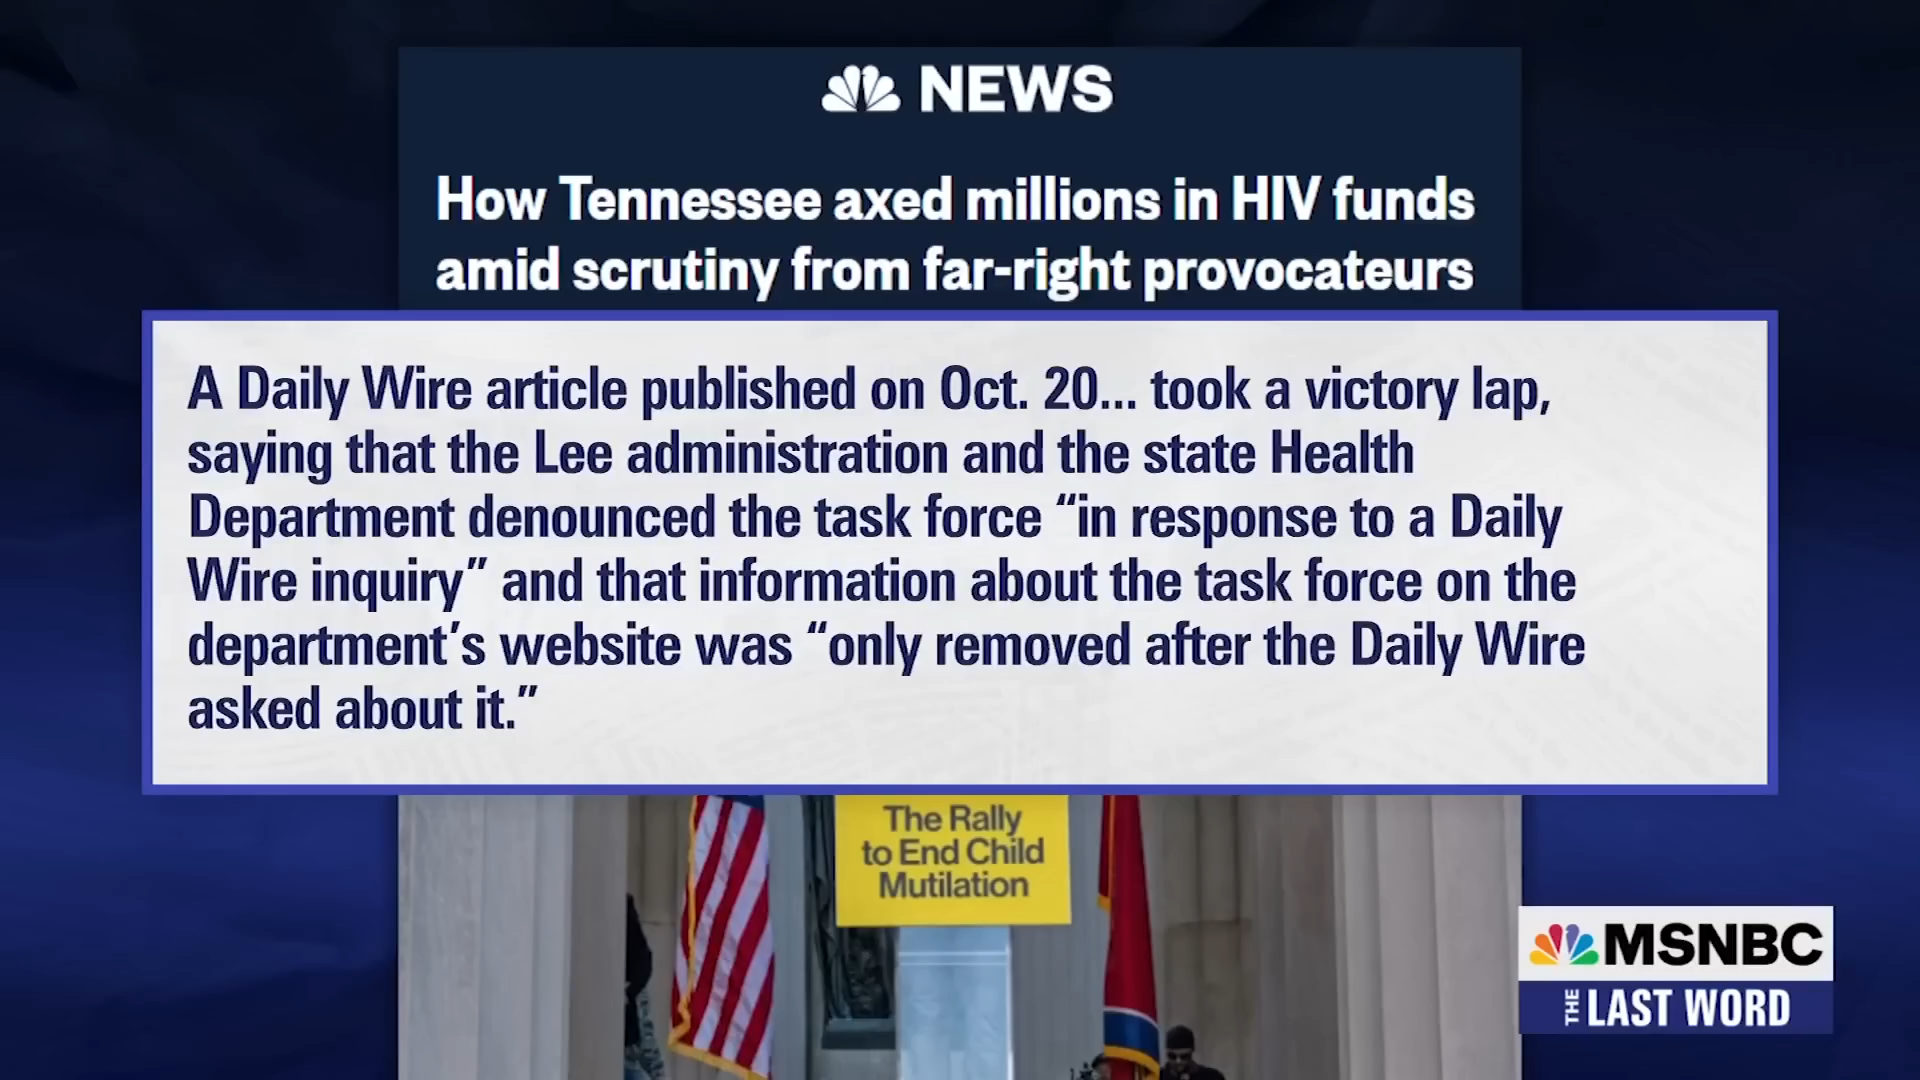 NEWS
How Tennessee axed millions in HIV funds
amid scrutiny from far-right provocateurs
A Daily Wire article published on Oct. 20... took a victory lap,
saying that the Lee administration and the state Health
Department denounced the task force “in response to a Daily
Wire inquiry” and that information about the task force on the
department’s website was “only removed after the Daily Wire
asked about it.”
The Rally
to End Child
Mutilation
MSNBC
THE LAST WORD